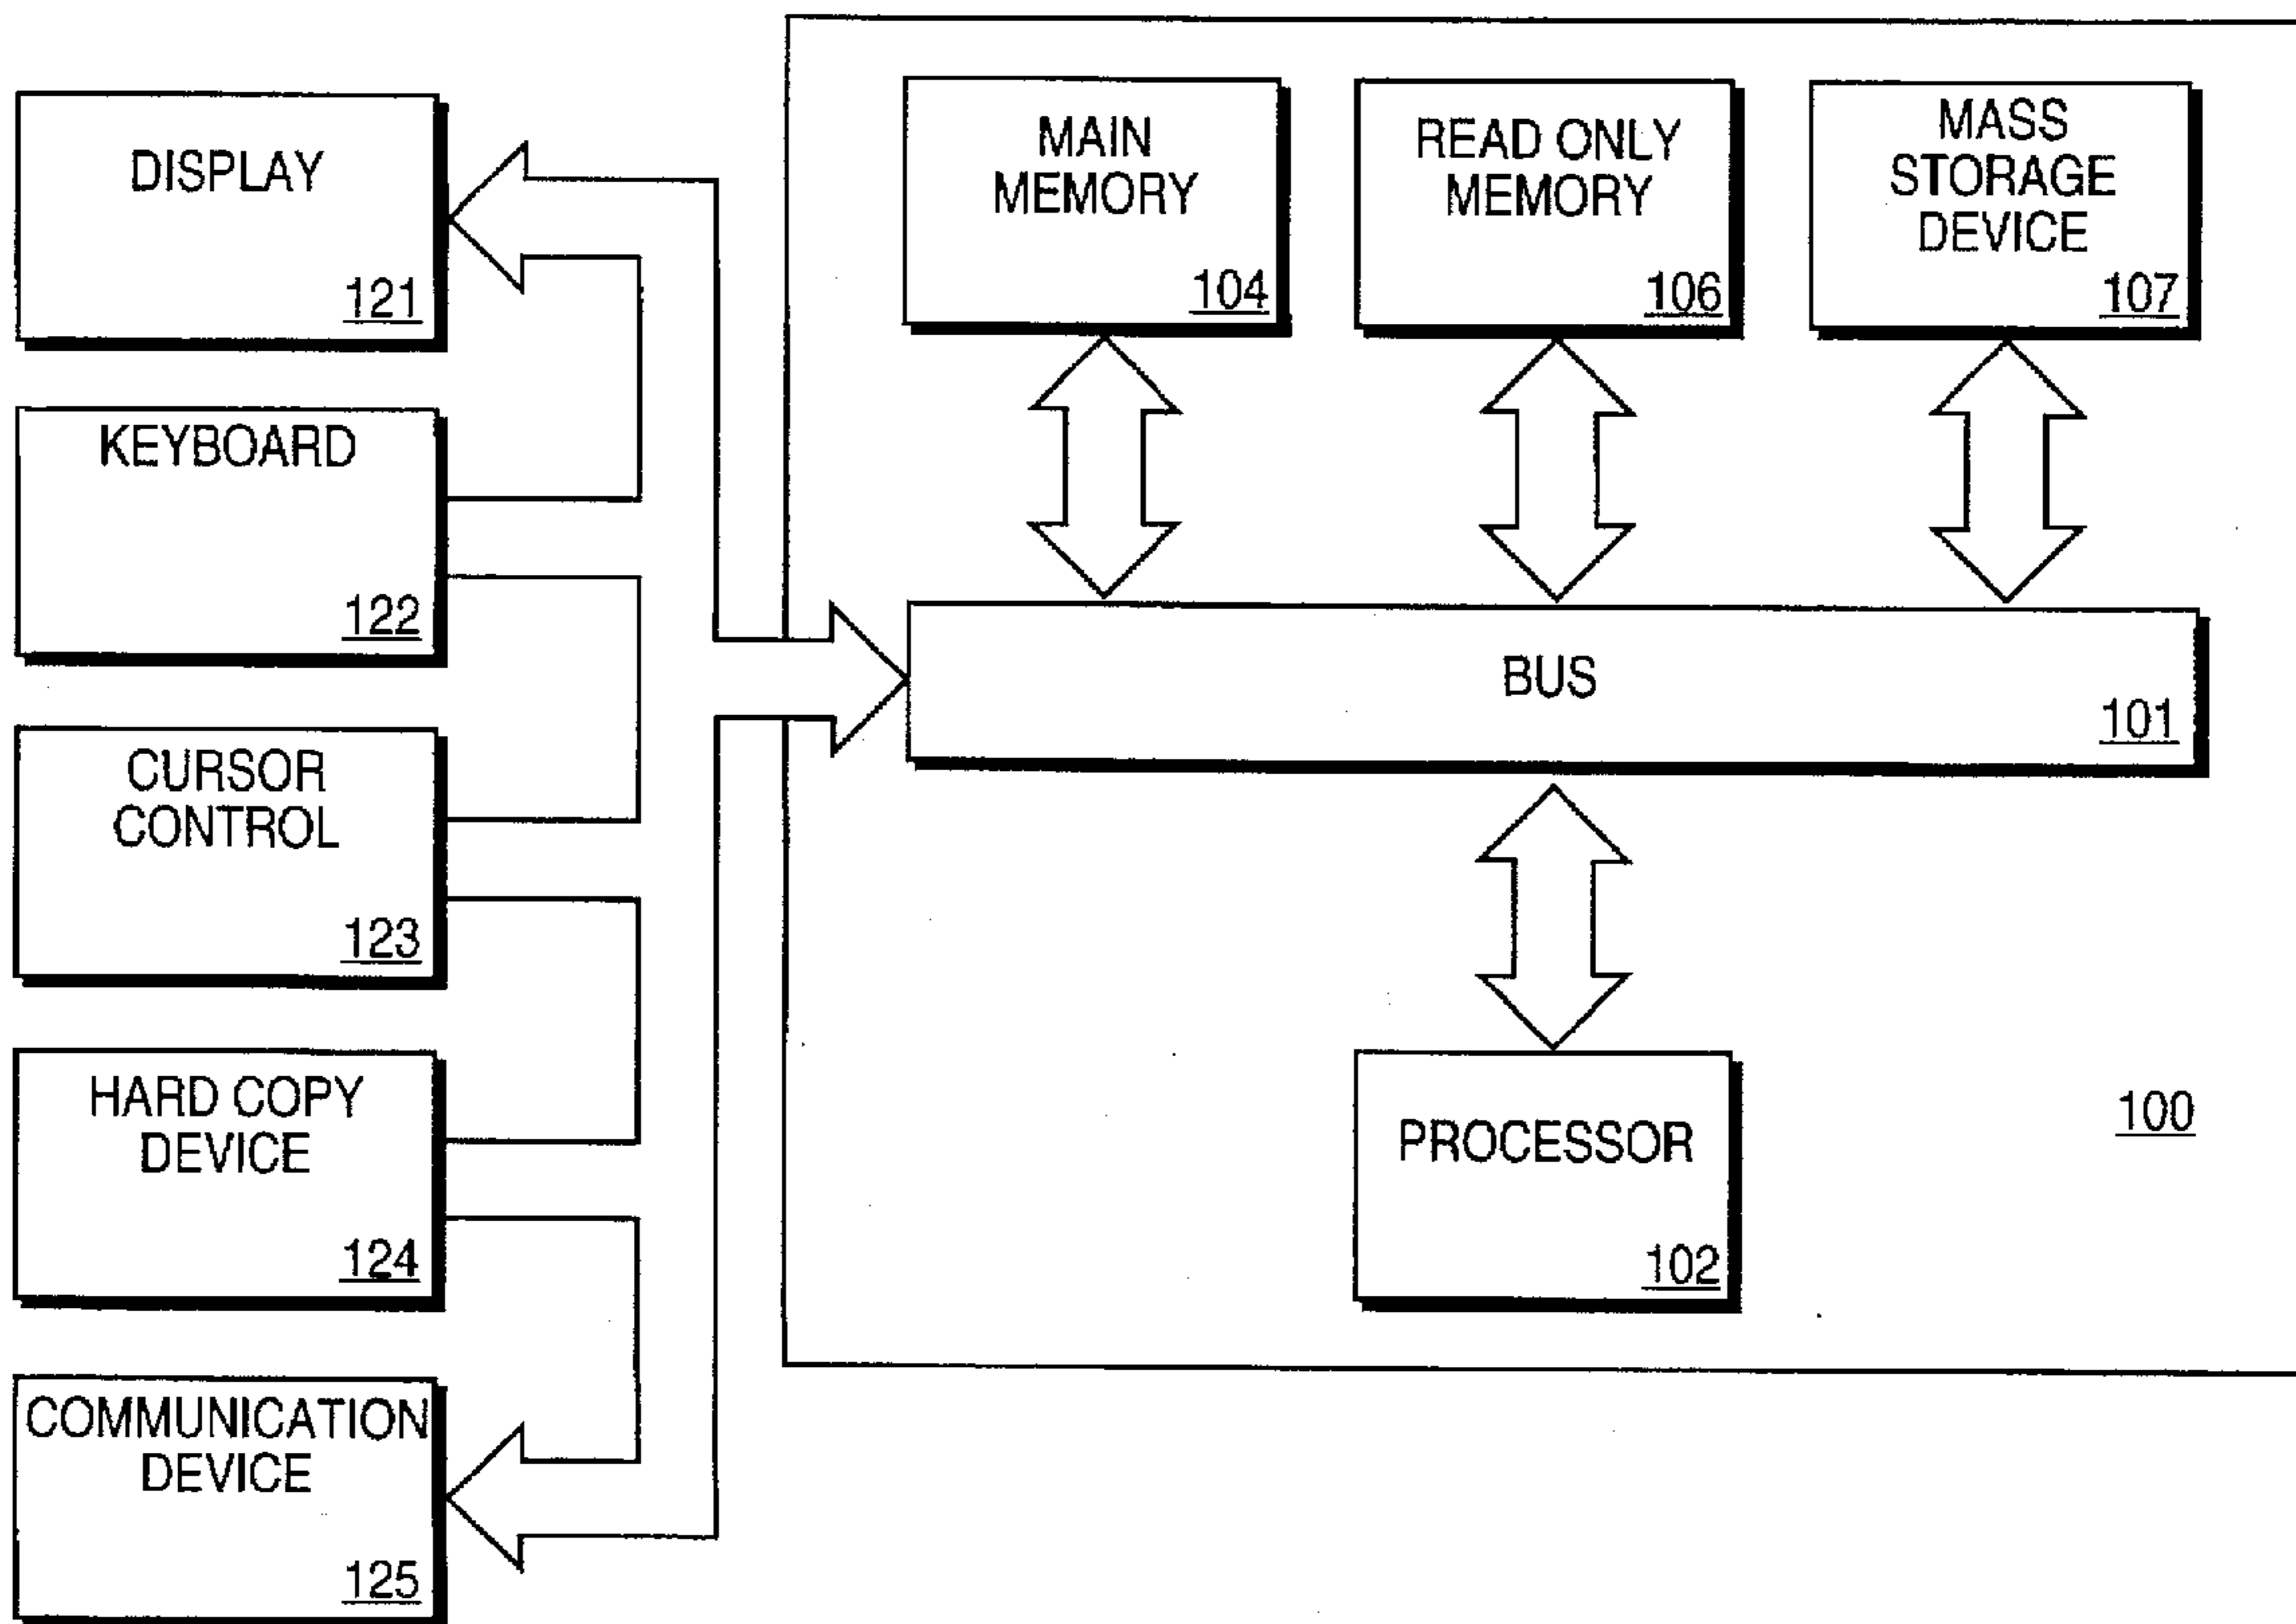 DISPLAY
121
KEYBOARD
122
CURSOR
CONTROL
123
HARD COPY
DEVICE
124
COMMUNICATION
DEVICE
125
MAIN
MEMORY
104
READ ONLY
MEMORY
106
MASS
STORAGE
DEVICE
107
BUS
101
PROCESSOR
102
100